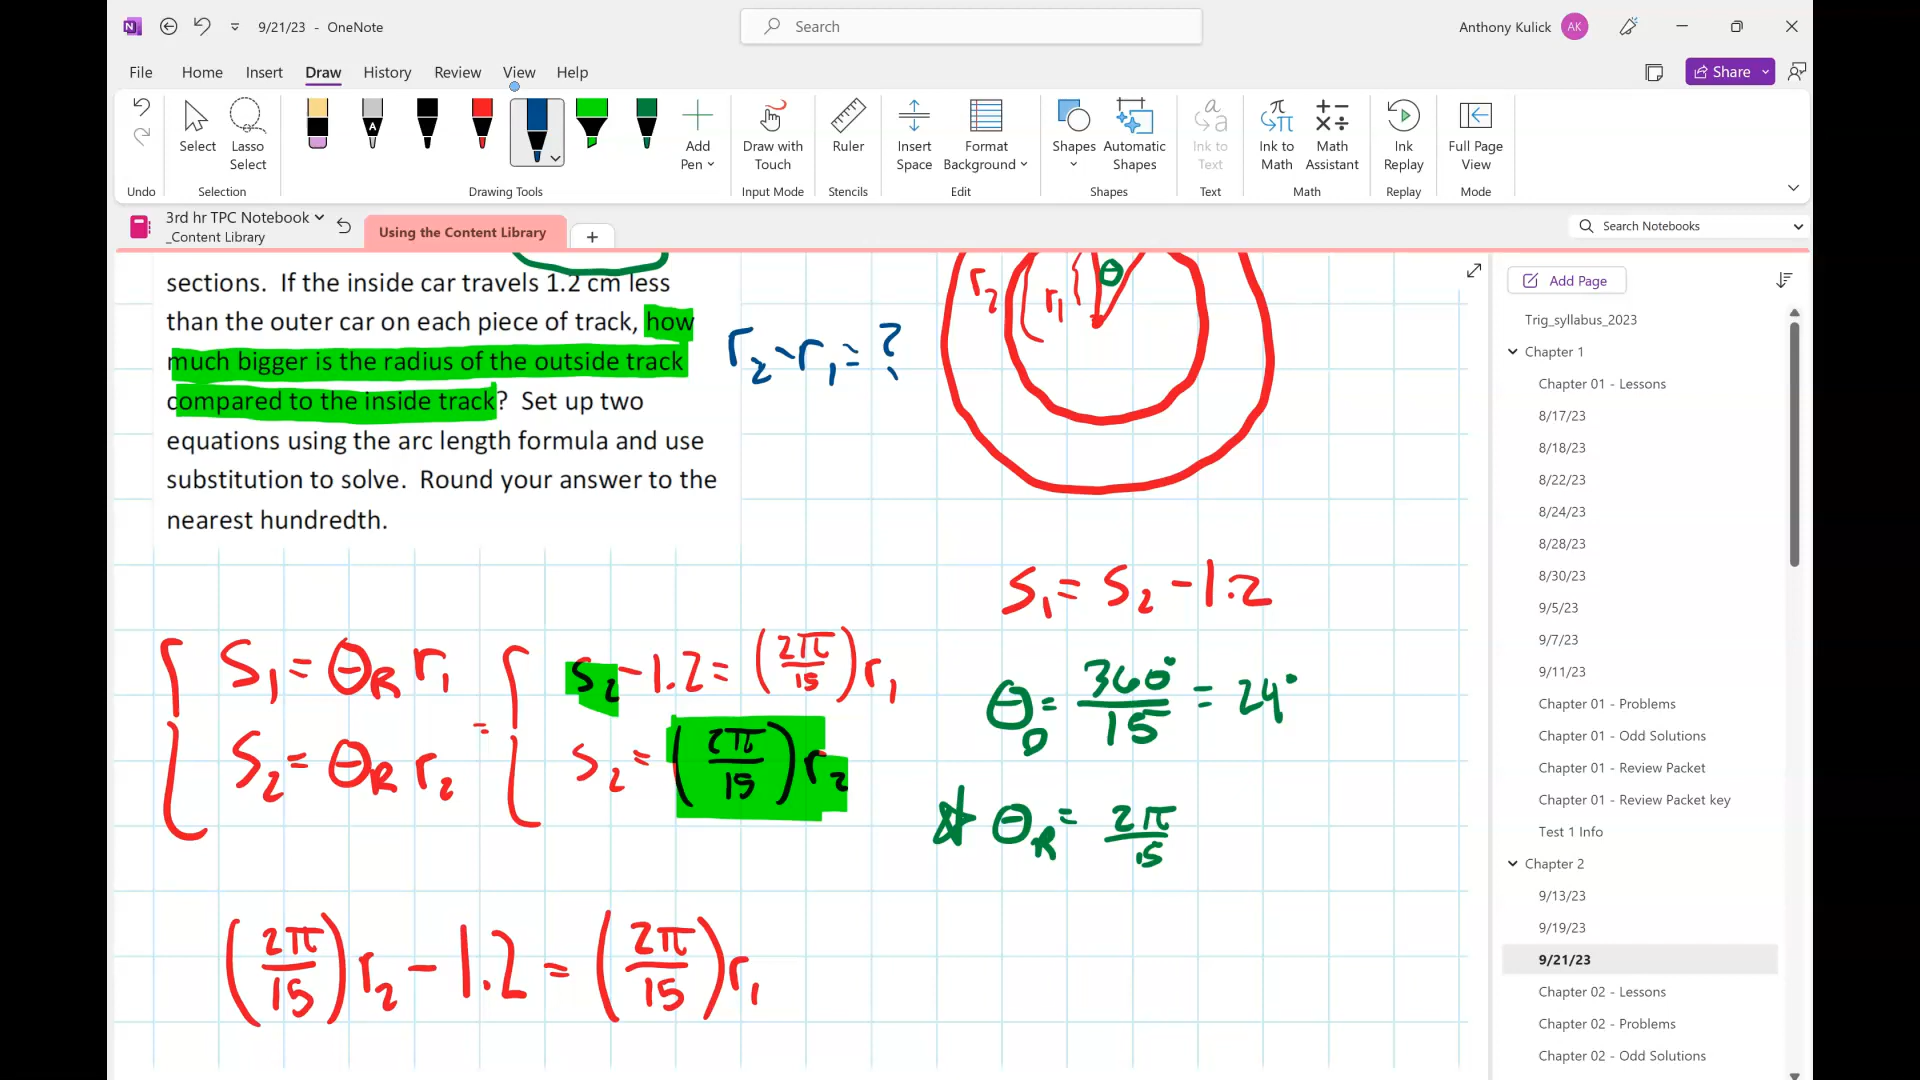 9/21/23 - OneNote
Search
Anthony Kulick
AK
File Home Insert Draw History Review View Help
Share
Select
Lasso Select
Add Pen
Draw with Touch
Ruler
Insert Space
Format Background
Shapes
Automatic Shapes
Ink to Text
Ink to Math
Math Assistant
Ink Replay
Full Page View
Undo
Selection
Drawing Tools
Input Mode
Stencils
Edit
Shapes
Text
Math
Replay
Mode
3rd hr TPC Notebook
_Content Library
Using the Content Library
Search Notebooks
sections. If the inside car travels 1.2 cm less
than the outer car on each piece of track, how
much bigger is the radius of the outside track
compared to the inside track? Set up two
equations using the arc length formula and use
substitution to solve. Round your answer to the
nearest hundredth.
r₂ - r₁ = ?
r₂
r₁
θ
S₁ = S₂ - 1.2
S₁ = θ_R r₁
S₂ = θ_R r₂
=
S₂ - 1.2 = (2π/15) r₁
S₂ = (2π/15) r₂
θ_D = 360°/15 = 24°
θ_R = 2π/15
(2π/15) r₂ - 1.2 = (2π/15) r₁
Add Page
Trig_syllabus_2023
Chapter 1
Chapter 01 - Lessons
8/17/23
8/18/23
8/22/23
8/24/23
8/28/23
8/30/23
9/5/23
9/7/23
9/11/23
Chapter 01 - Problems
Chapter 01 - Odd Solutions
Chapter 01 - Review Packet
Chapter 01 - Review Packet key
Test 1 Info
Chapter 2
9/13/23
9/19/23
9/21/23
Chapter 02 - Lessons
Chapter 02 - Problems
Chapter 02 - Odd Solutions